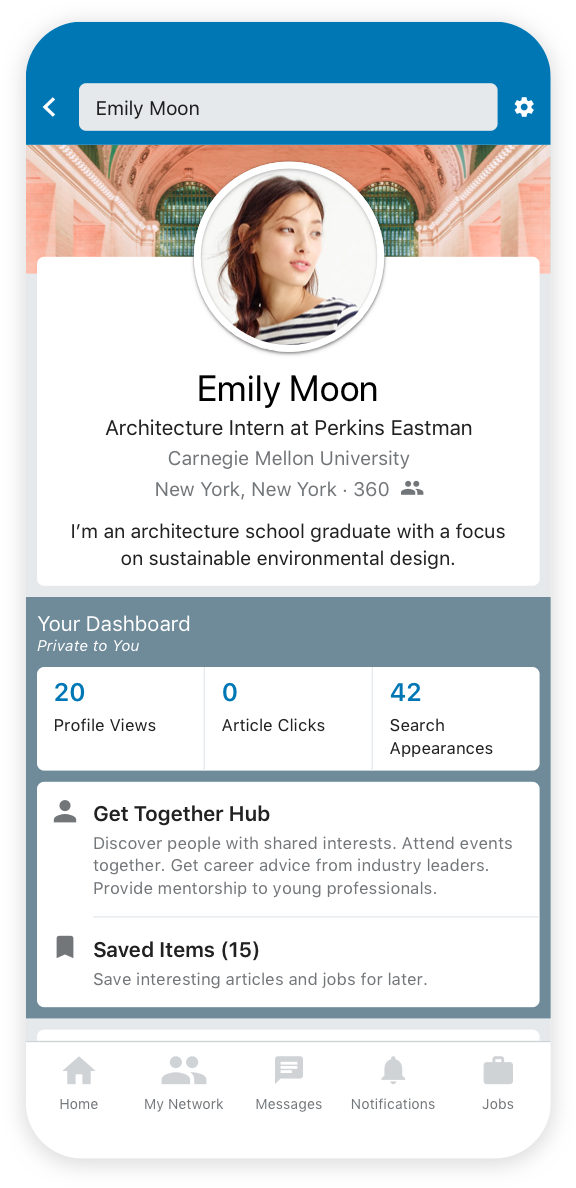 Emily Moon
Emily Moon
Architecture Intern at Perkins Eastman
Carnegie Mellon University
New York, New York · 360
I’m an architecture school graduate with a focus
on sustainable environmental design.
Your Dashboard
Private to You
20
Profile Views
0
Article Clicks
42
Search
Appearances
Get Together Hub
Discover people with shared interests. Attend events
together. Get career advice from industry leaders.
Provide mentorship to young professionals.
Saved Items (15)
Save interesting articles and jobs for later.
Home
My Network
Messages
Notifications
Jobs